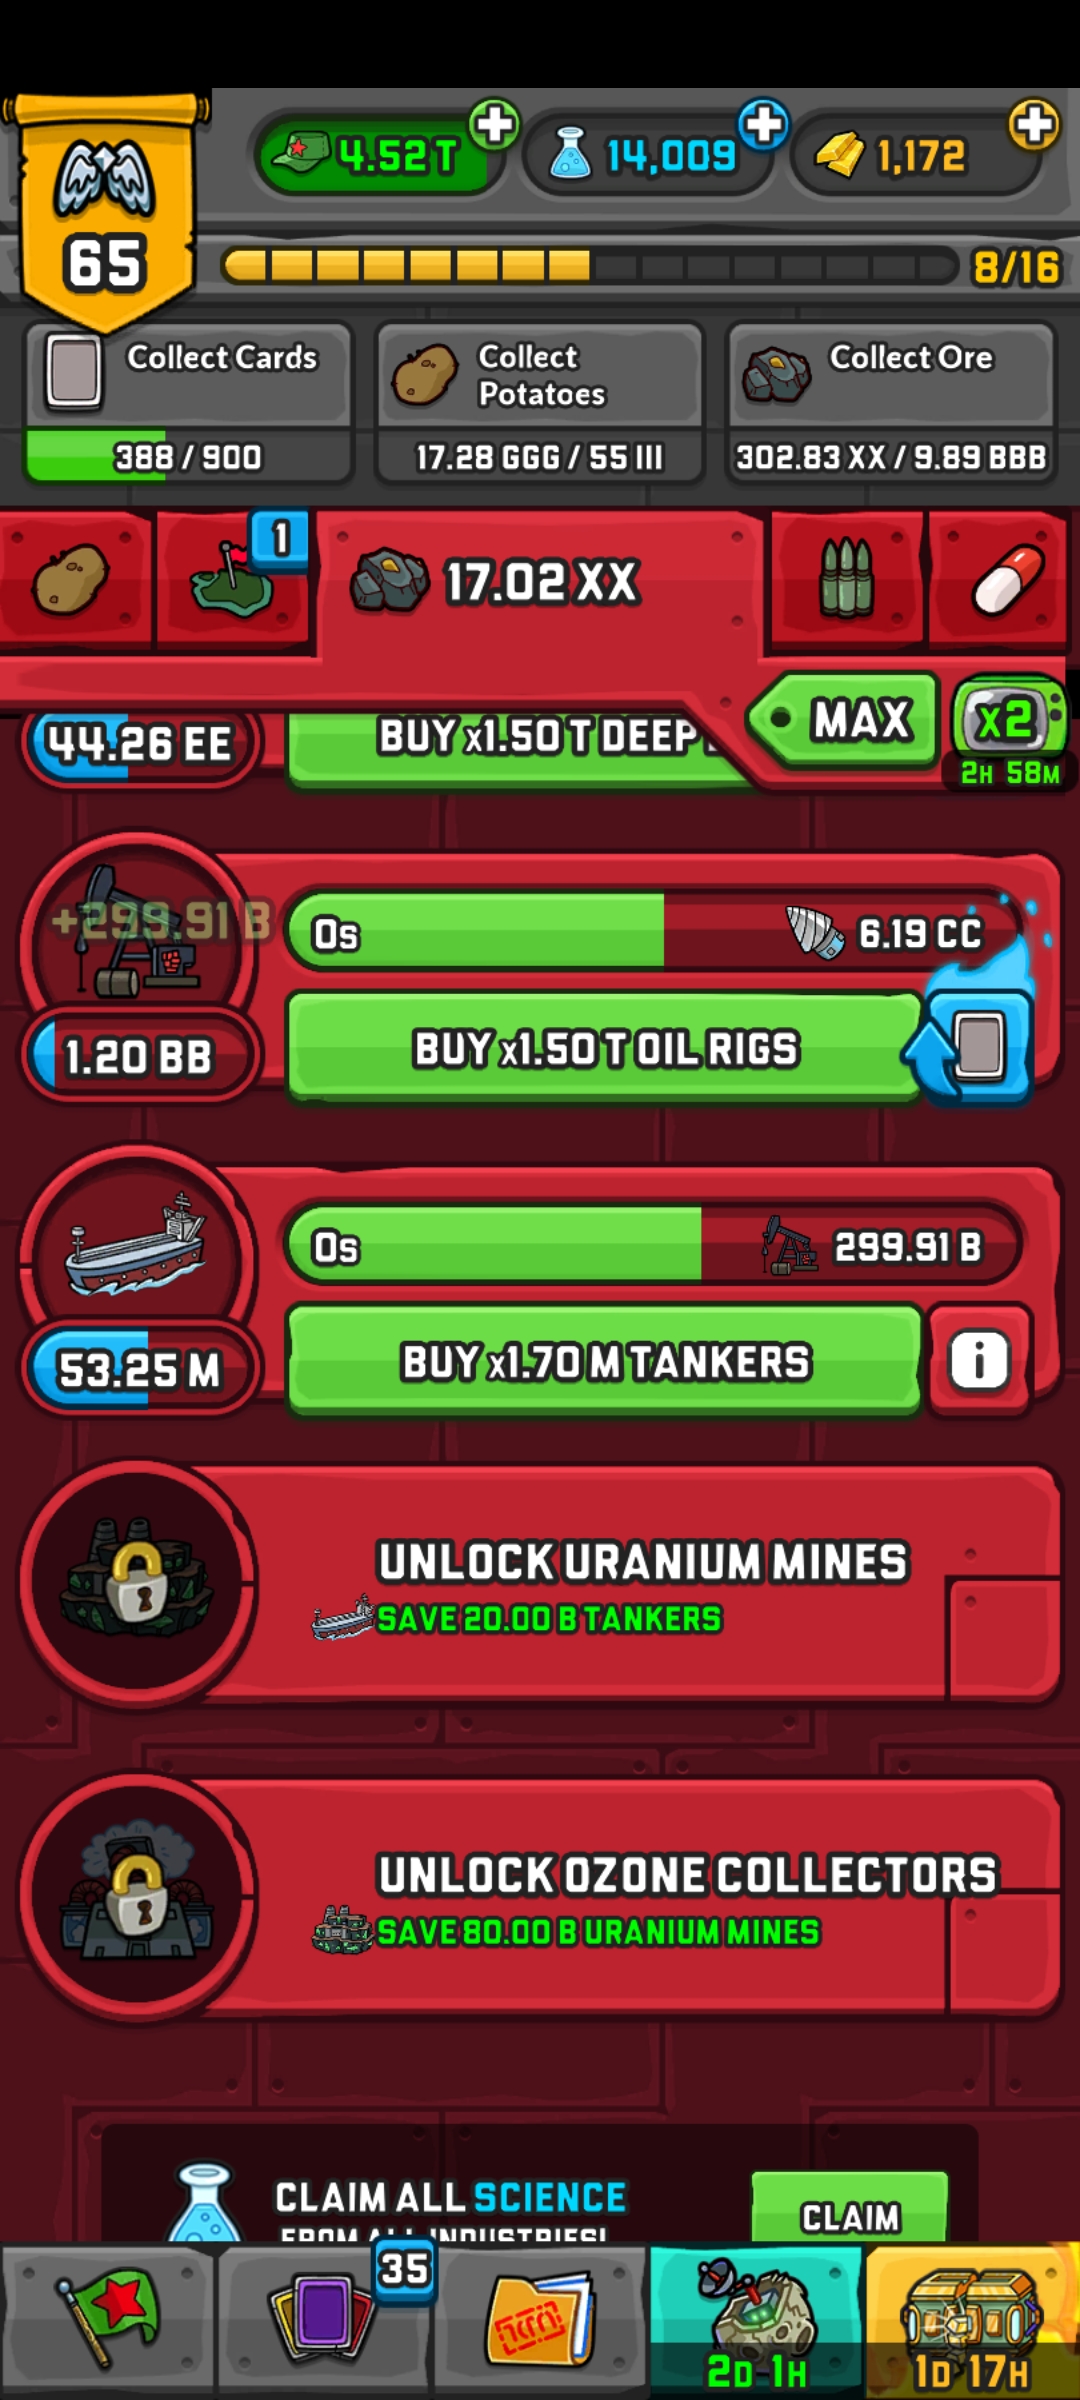 4.52 T
14,009
1,172
65
8/16
Collect Cards
388 / 900
Collect
Potatoes
17.28 GGG / 55 III
Collect Ore
302.83 XX / 9.89 BBB
1
17.02 XX
MAX
x2
2H 58M
44.26 EE
BUY x1.50 T DEEP
+299.91 B
0s
6.19 CC
1.20 BB
BUY x1.50 T OIL RIGS
0s
299.91 B
53.25 M
BUY x1.70 M TANKERS
i
UNLOCK URANIUM MINES
SAVE 20.00 B TANKERS
UNLOCK OZONE COLLECTORS
SAVE 80.00 B URANIUM MINES
CLAIM ALL SCIENCE
FROM ALL INDUSTRIES!
CLAIM
35
2D 1H
1D 17H